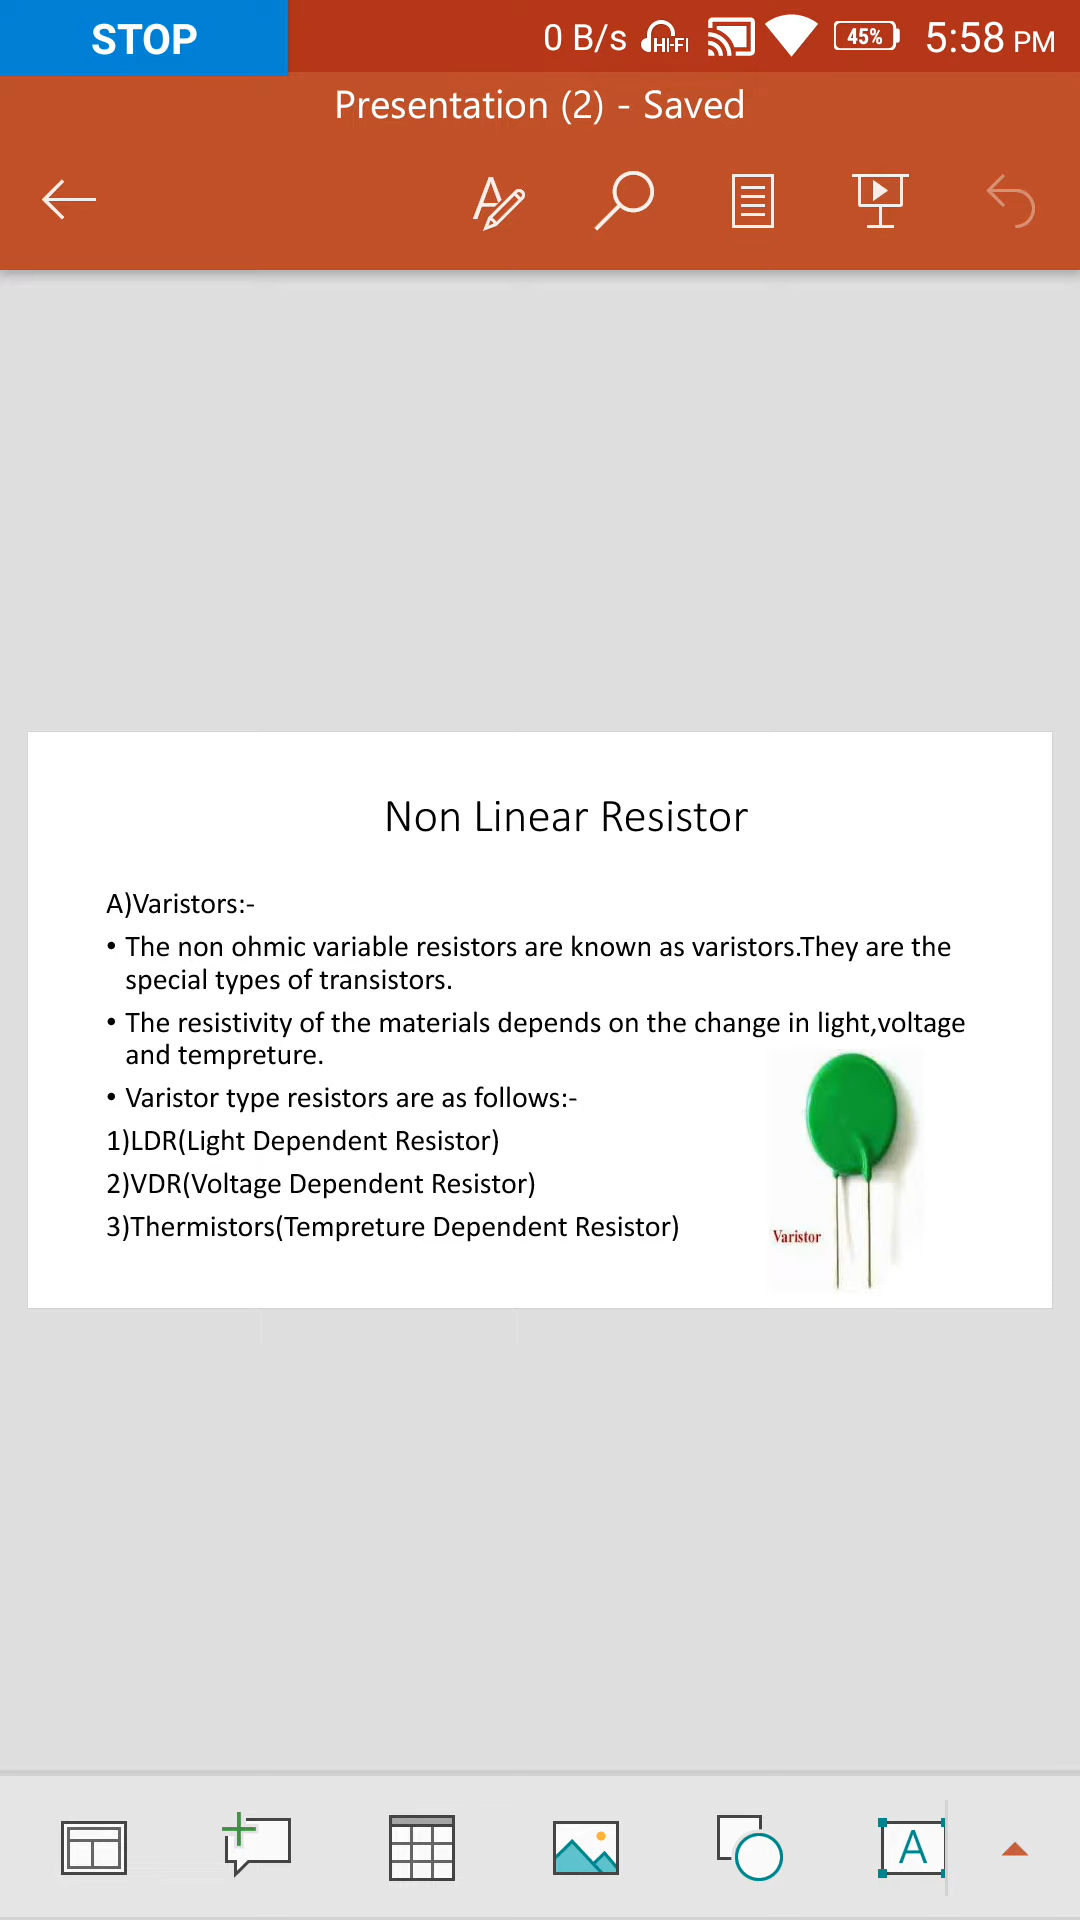 STOP
0 B/s HI-FI 45% 5:58 PM
Presentation (2) - Saved
Non Linear Resistor
A)Varistors:-
• The non ohmic variable resistors are known as varistors.They are the
special types of transistors.
• The resistivity of the materials depends on the change in light,voltage
and tempreture.
• Varistor type resistors are as follows:-
1)LDR(Light Dependent Resistor)
2)VDR(Voltage Dependent Resistor)
3)Thermistors(Tempreture Dependent Resistor)
Varistor